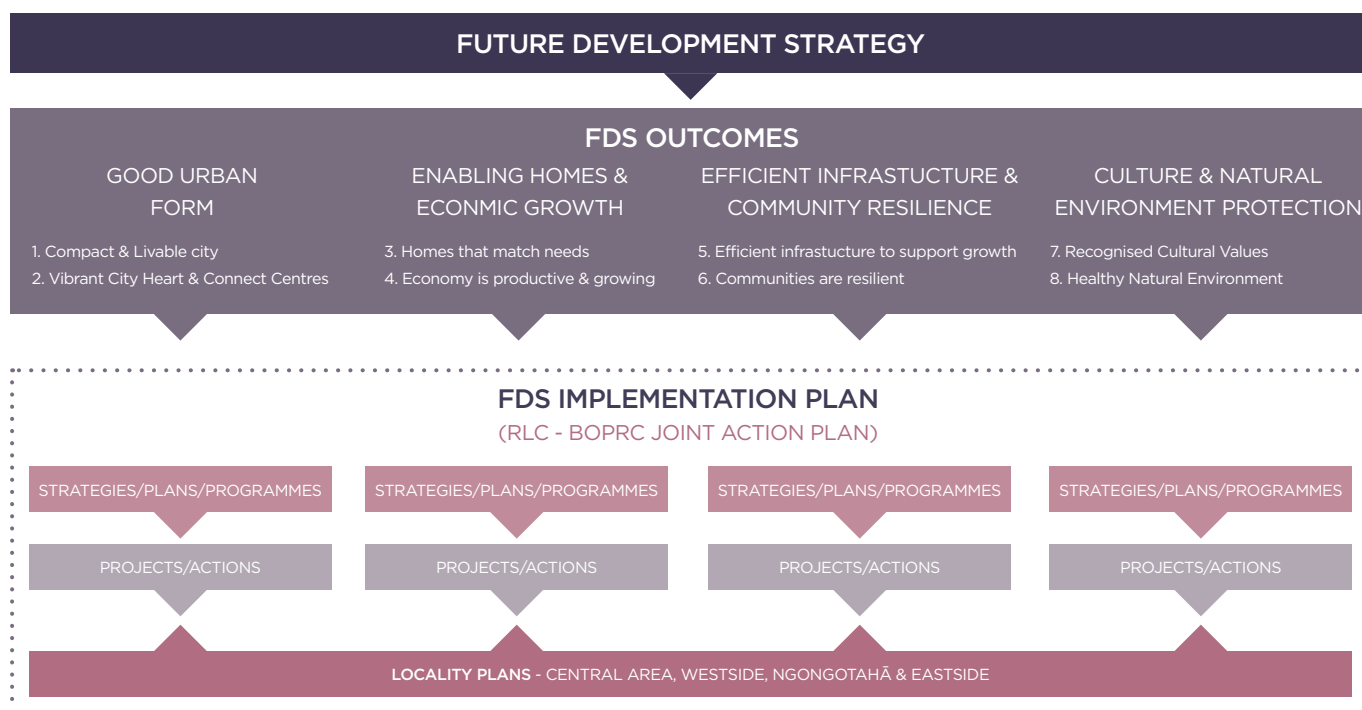 FUTURE DEVELOPMENT STRATEGY
FDS OUTCOMES
GOOD URBAN
FORM
1. Compact & Livable city
2. Vibrant City Heart & Connect Centres
ENABLING HOMES &
ECONMIC GROWTH
3. Homes that match needs
4. Economy is productive & growing
EFFICIENT INFRASTUCTURE &
COMMUNITY RESILIENCE
5. Efficient infrastucture to support growth
6. Communities are resilient
CULTURE & NATURAL
ENVIRONMENT PROTECTION
7. Recognised Cultural Values
8. Healthy Natural Environment
FDS IMPLEMENTATION PLAN
(RLC - BOPRC JOINT ACTION PLAN)
STRATEGIES/PLANS/PROGRAMMES
STRATEGIES/PLANS/PROGRAMMES
STRATEGIES/PLANS/PROGRAMMES
STRATEGIES/PLANS/PROGRAMMES
PROJECTS/ACTIONS
PROJECTS/ACTIONS
PROJECTS/ACTIONS
PROJECTS/ACTIONS
LOCALITY PLANS - CENTRAL AREA, WESTSIDE, NGONGOTAHĀ & EASTSIDE